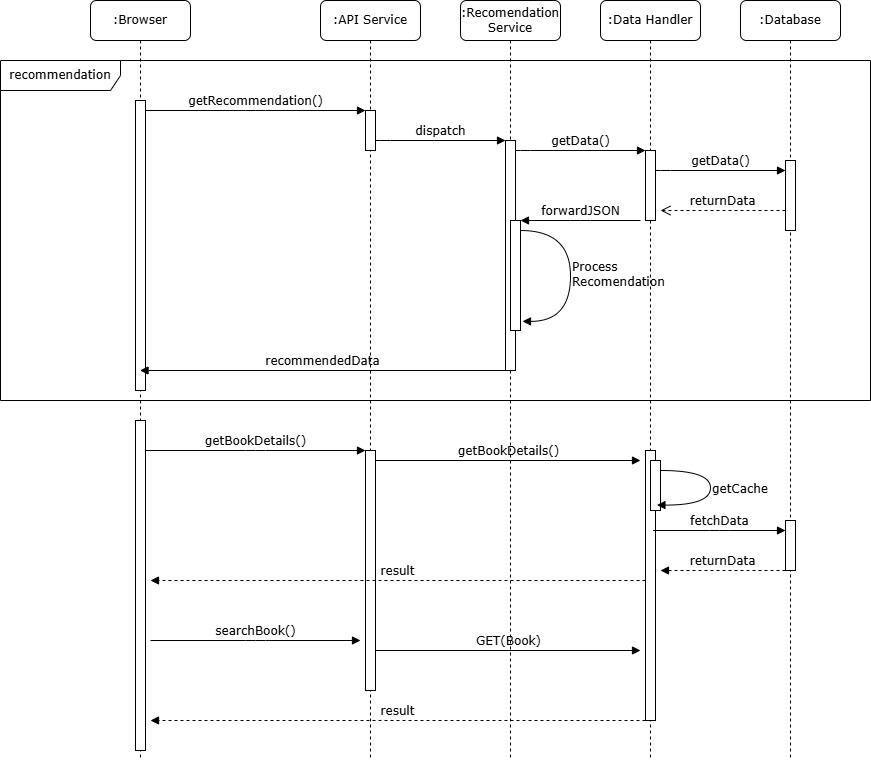 :Browser
:API Service
:Recomendation
Service
:Data Handler
:Database
recommendation
getRecommendation()
dispatch
getData()
getData()
returnData
forwardJSON
Process
Recomendation
recommendedData
getBookDetails()
getBookDetails()
getCache
fetchData
returnData
result
searchBook()
GET(Book)
result